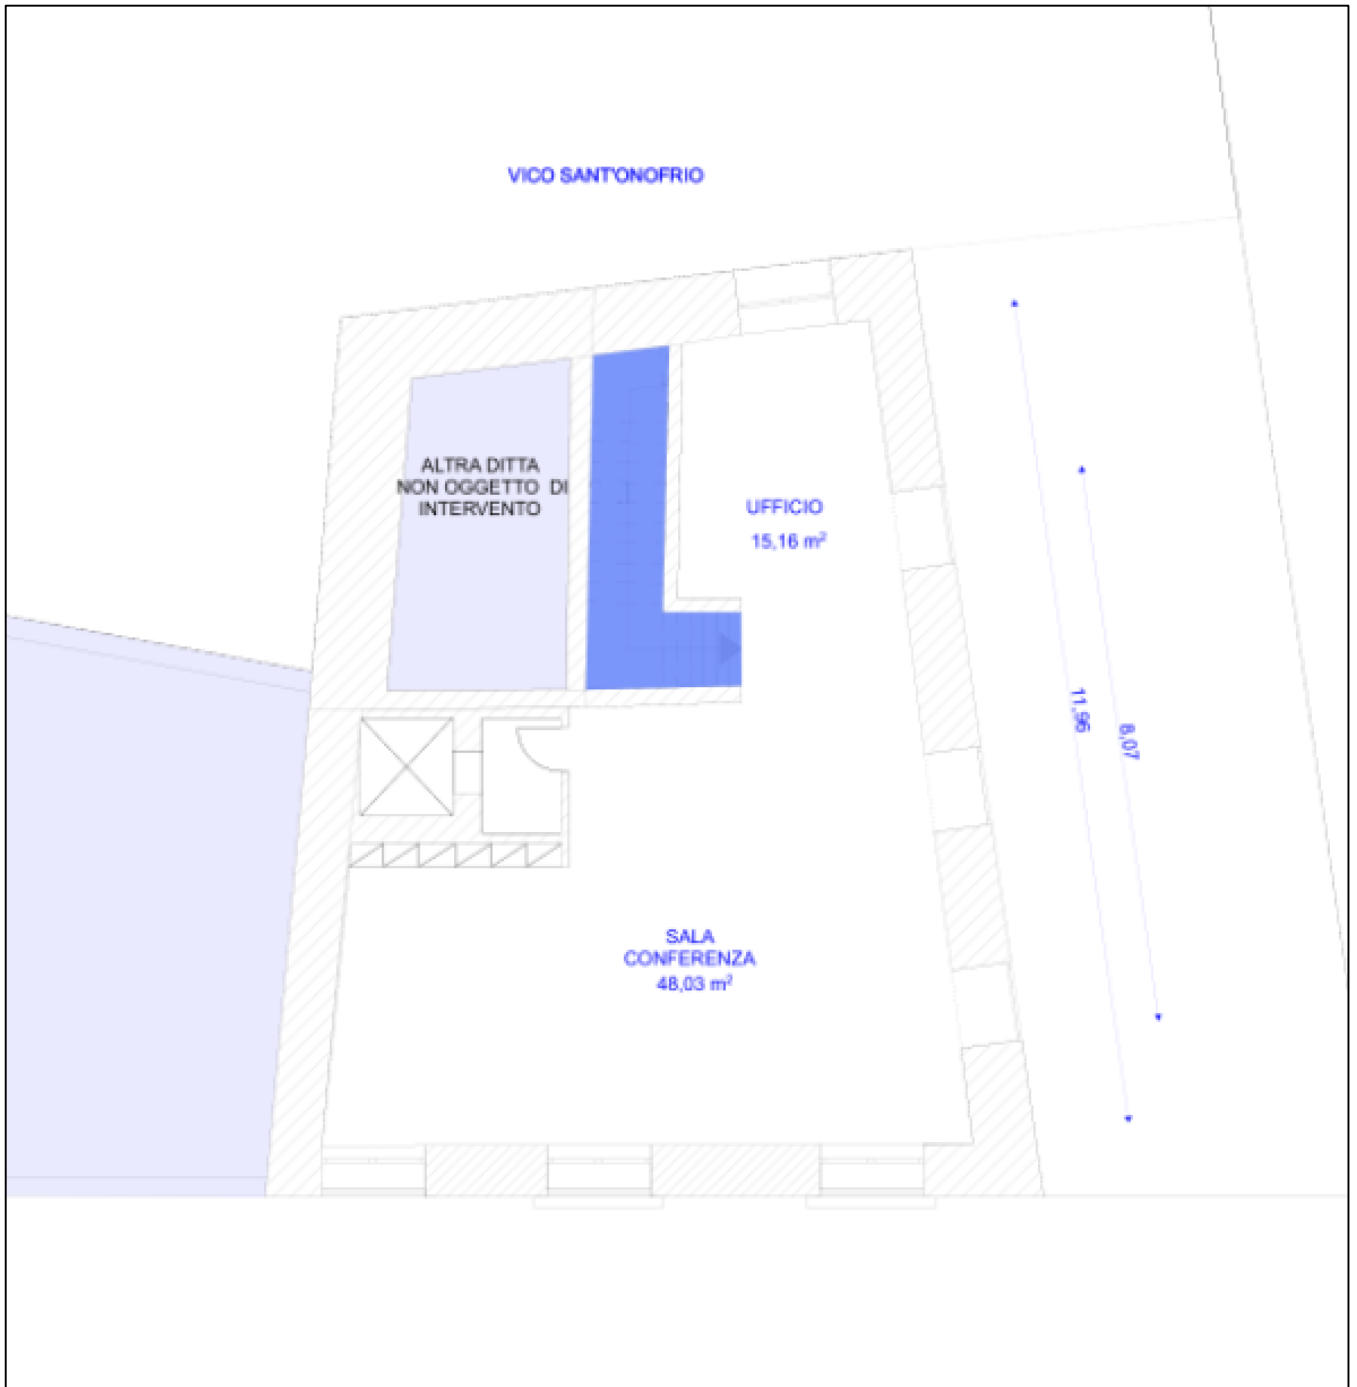 VICO SANT'ONOFRIO
ALTRA DITTA
NON OGGETTO DI
INTERVENTO
UFFICIO
15,16 m²
11,96
8,07
SALA
CONFERENZA
48,03 m²